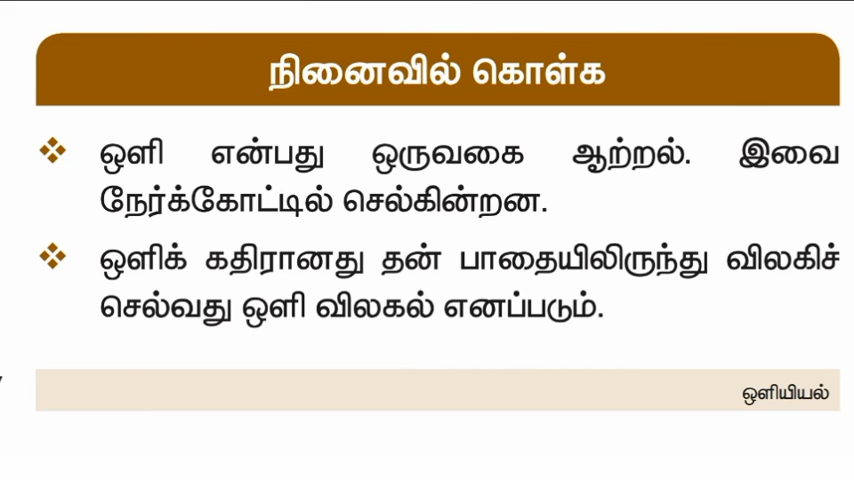 நினைவில் கொள்க
❖ ஒளி என்பது ஒருவகை ஆற்றல். இவை
நேர்க்கோட்டில் செல்கின்றன.
❖ ஒளிக் கதிரானது தன் பாதையிலிருந்து விலகிச்
செல்வது ஒளி விலகல் எனப்படும்.
ஒளியியல்